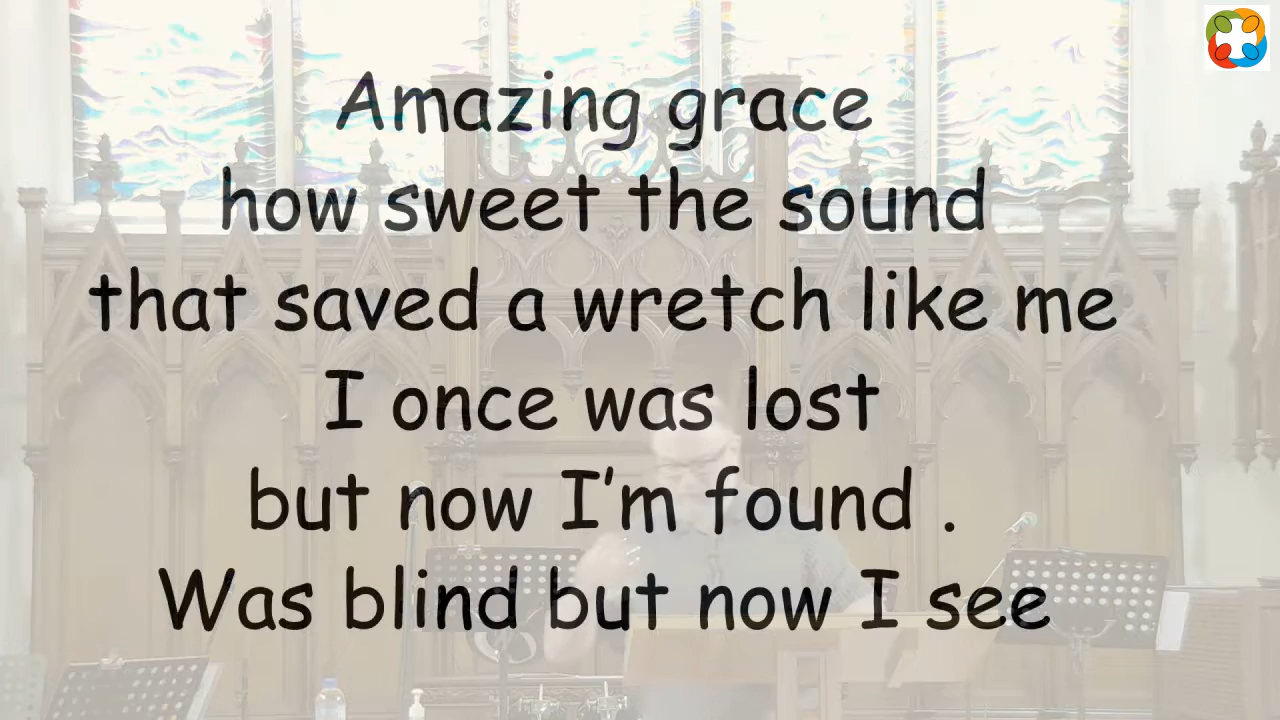 Amazing grace
how sweet the sound
that saved a wretch like me
I once was lost
but now I'm found .
Was blind but now I see